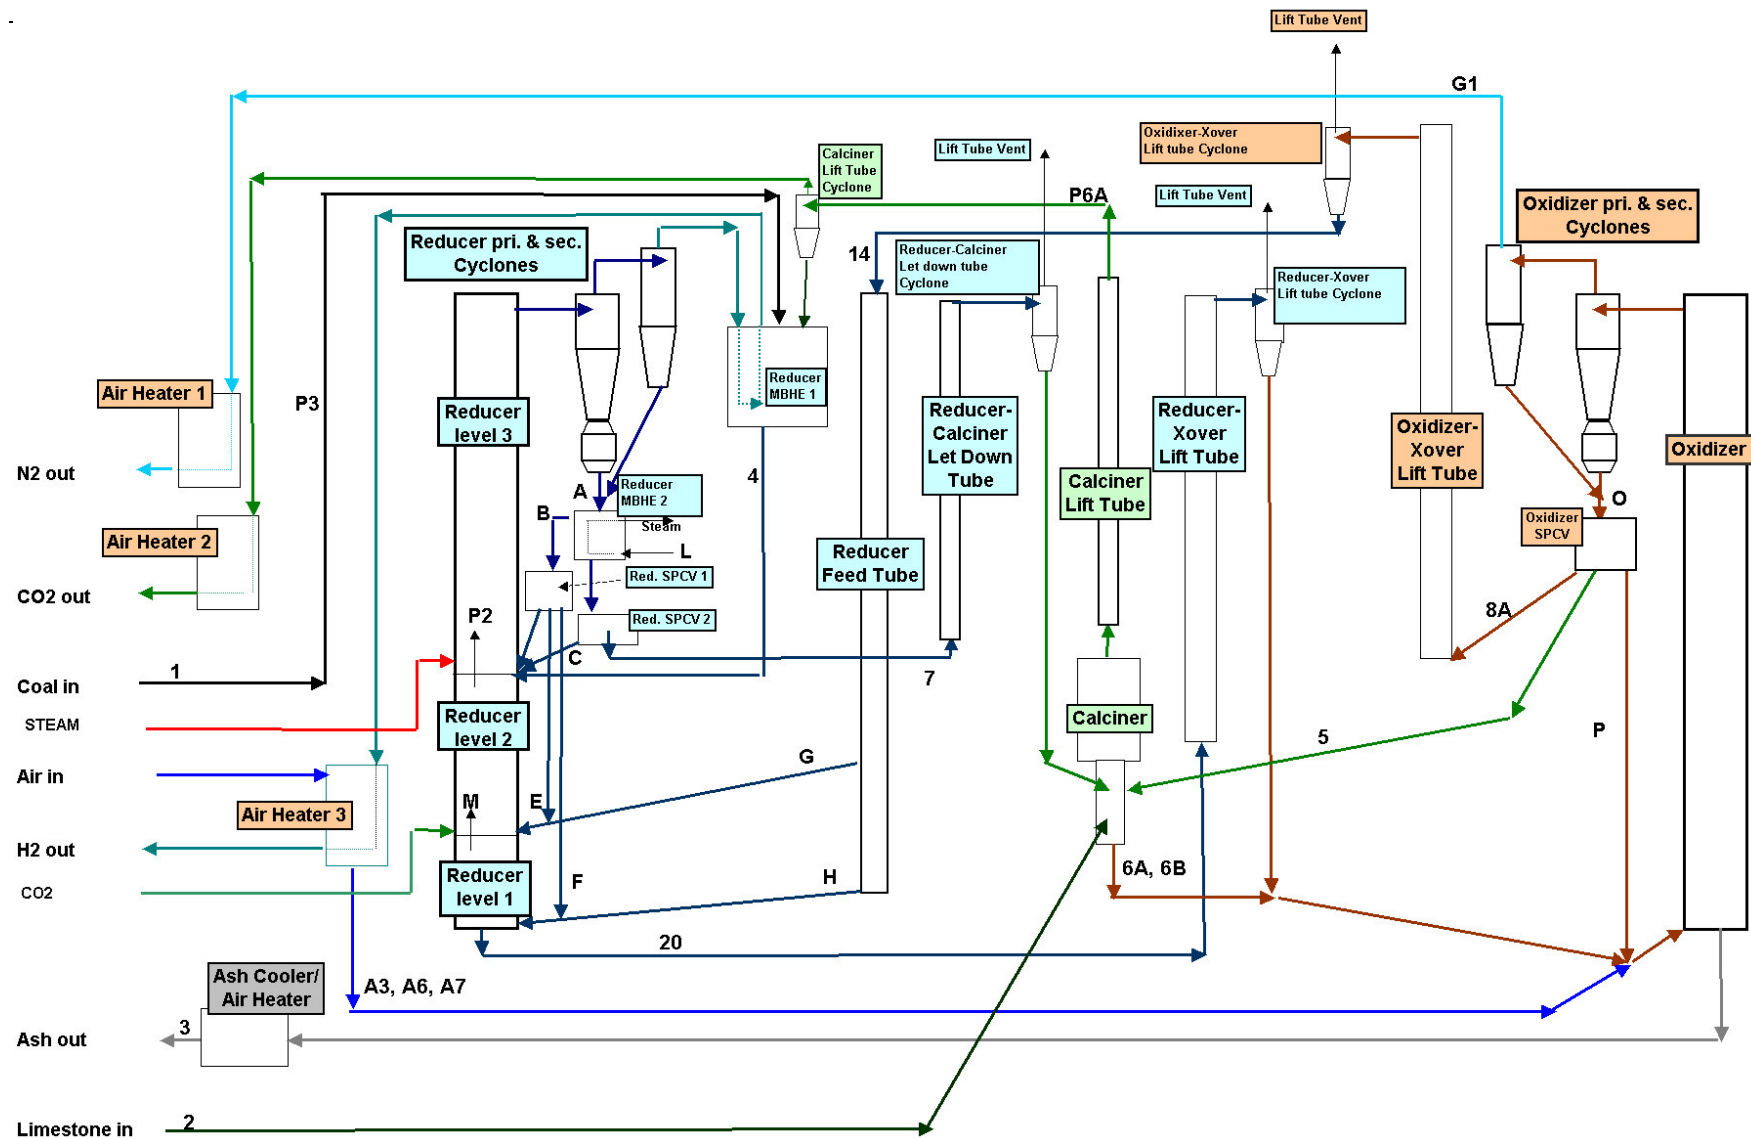 -
Lift Tube Vent
G1
Oxidixer-Xover
Lift tube Cyclone
Lift Tube Vent
Calciner
Lift Tube
Cyclone
P6A
Lift Tube Vent
Oxidizer pri. & sec.
Cyclones
Reducer pri. & sec.
Cyclones
14
Reducer-Calciner
Let down tube
Cyclone
Reducer-Xover
Lift tube Cyclone
Air Heater 1
P3
Reducer
MBHE 1
Reducer
level 3
Reducer-
Calciner
Let Down
Tube
Reducer-
Xover
Lift Tube
Oxidizer-
Xover
Lift Tube
Oxidizer
N2 out
4
A
Reducer
MBHE 2
Calciner
Lift Tube
O
B
Steam
Oxidizer
SPCV
Air Heater 2
L
Reducer
Feed Tube
Red. SPCV 1
CO2 out
P2
Red. SPCV 2
8A
C
1
7
Coal in
STEAM
Reducer
level 2
Calciner
5
P
G
Air in
M
E
Air Heater 3
H2 out
CO2
Reducer
level 1
F
H
6A, 6B
20
Ash Cooler/
Air Heater
A3, A6, A7
3
Ash out
2
Limestone in